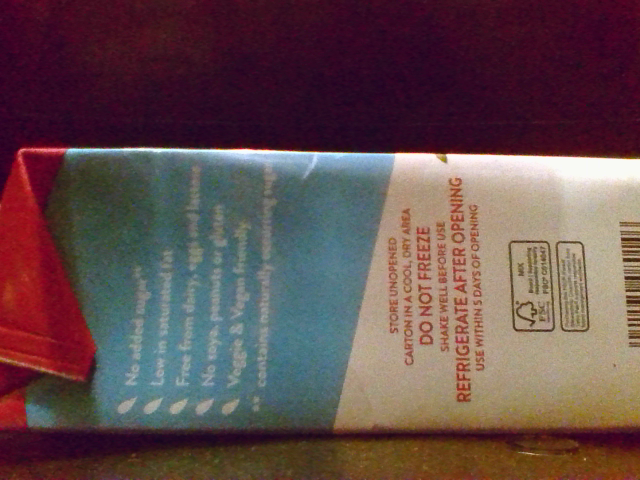 No added sugar**
Low in saturated fat
Free from dairy, egg and lactose
No soya, peanuts or gluten
Veggie & Vegan friendly
** contains naturally occurring sugar
STORE UNOPENED
CARTON IN A COOL, DRY AREA
DO NOT FREEZE
SHAKE WELL BEFORE USE
REFRIGERATE AFTER OPENING
USE WITHIN 5 DAYS OF OPENING
FSC
MIX